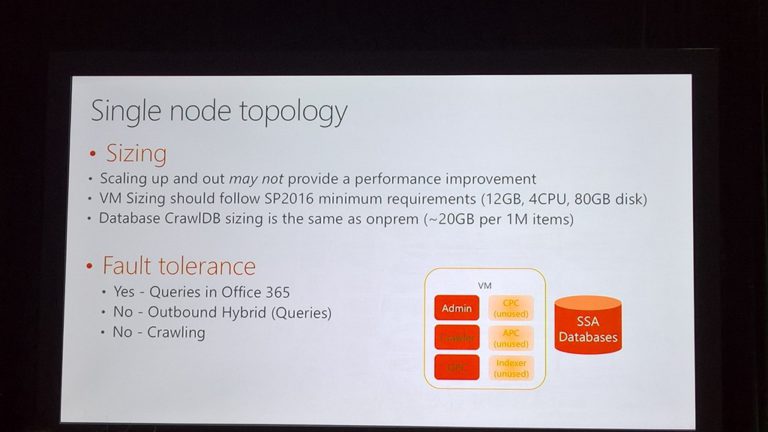 Single node topology
• Sizing
• Scaling up and out may not provide a performance improvement
• VM Sizing should follow SP2016 minimum requirements (12GB, 4CPU, 80GB disk)
• Database CrawlDB sizing is the same as onprem (~20GB per 1M items)
• Fault tolerance
• Yes - Queries in Office 365
• No - Outbound Hybrid (Queries)
• No - Crawling
VM
Admin
CPC
(unused)
Crawler
APC
(unused)
QPC
Indexer
(unused)
SSA
Databases